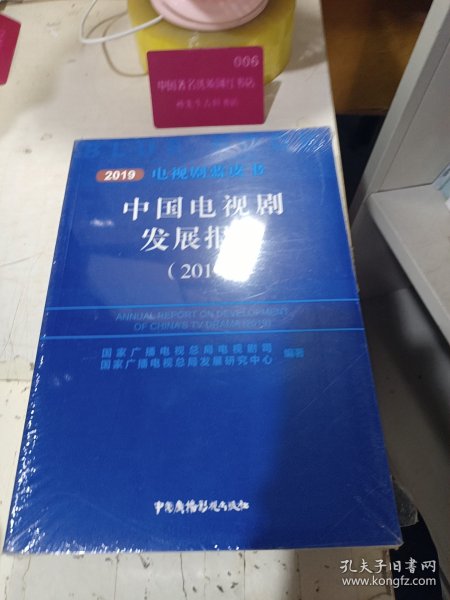 006
2019 电视剧蓝皮书
中国电视剧
发展报
（201
ANNUAL REPORT ON DEVELOPMENT
OF CHINA'S TV DRAMA(2019)
国家广播电视总局电视剧司
国家广播电视总局发展研究中心 编著
中国广播影视出版社
孔夫子旧书网
www.kongfz.com